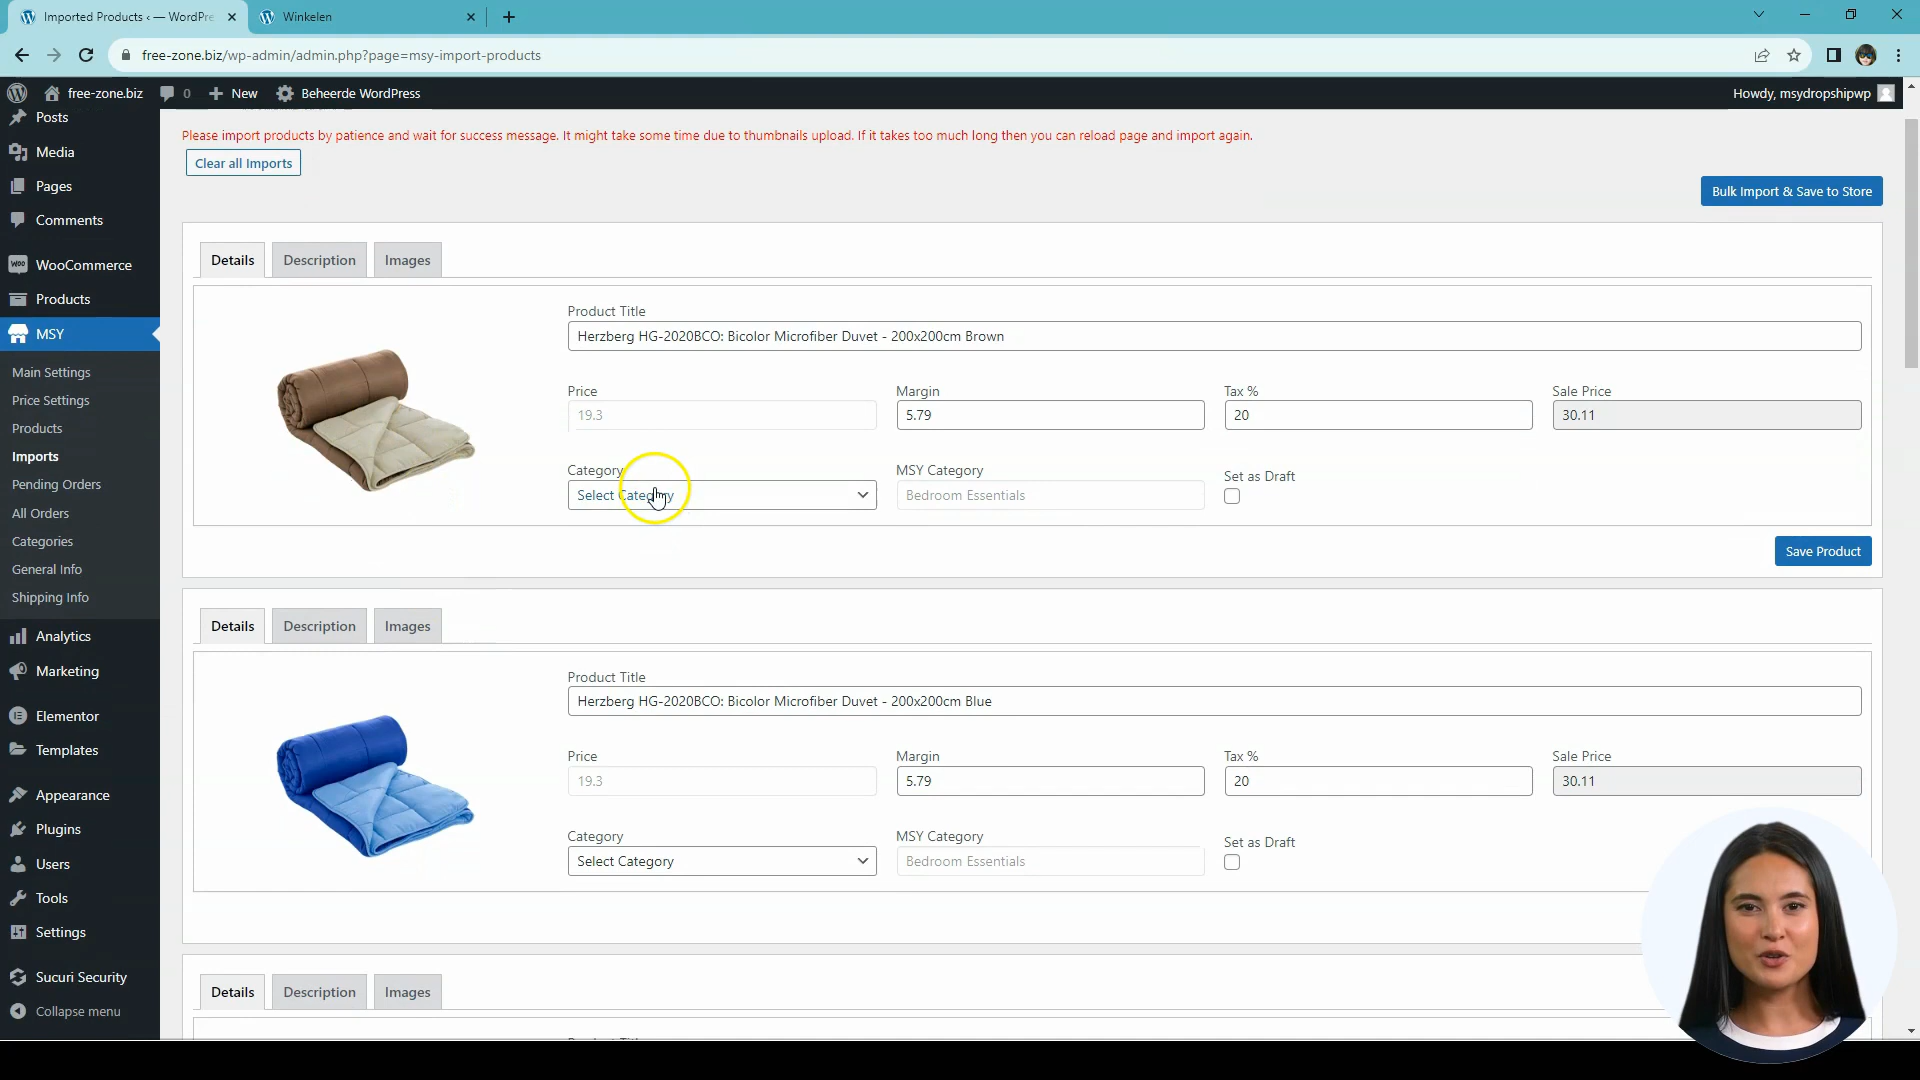 Imported Products ‹ — WordPre
Winkelen
free-zone.biz/wp-admin/admin.php?page=msy-import-products
free-zone.biz
0
New
Beheerde WordPress
Howdy, msydropshipwp
Posts
Media
Pages
Comments
WooCommerce
Products
MSY
Main Settings
Price Settings
Products
Imports
Pending Orders
All Orders
Categories
General Info
Shipping Info
Analytics
Marketing
Elementor
Templates
Appearance
Plugins
Users
Tools
Settings
Sucuri Security
Collapse menu
Please import products by patience and wait for success message. It might take some time due to thumbnails upload. If it takes too much long then you can reload page and import again.
Clear all Imports
Bulk Import & Save to Store
Details Description Images
Product Title
Herzberg HG-2020BCO: Bicolor Microfiber Duvet - 200x200cm Brown
Price Margin Tax % Sale Price
19.3 5.79 20 30.11
Category MSY Category Set as Draft
Select Category Bedroom Essentials
Save Product
Details Description Images
Product Title
Herzberg HG-2020BCO: Bicolor Microfiber Duvet - 200x200cm Blue
Price Margin Tax % Sale Price
19.3 5.79 20 30.11
Category MSY Category Set as Draft
Select Category Bedroom Essentials
Details Description Images